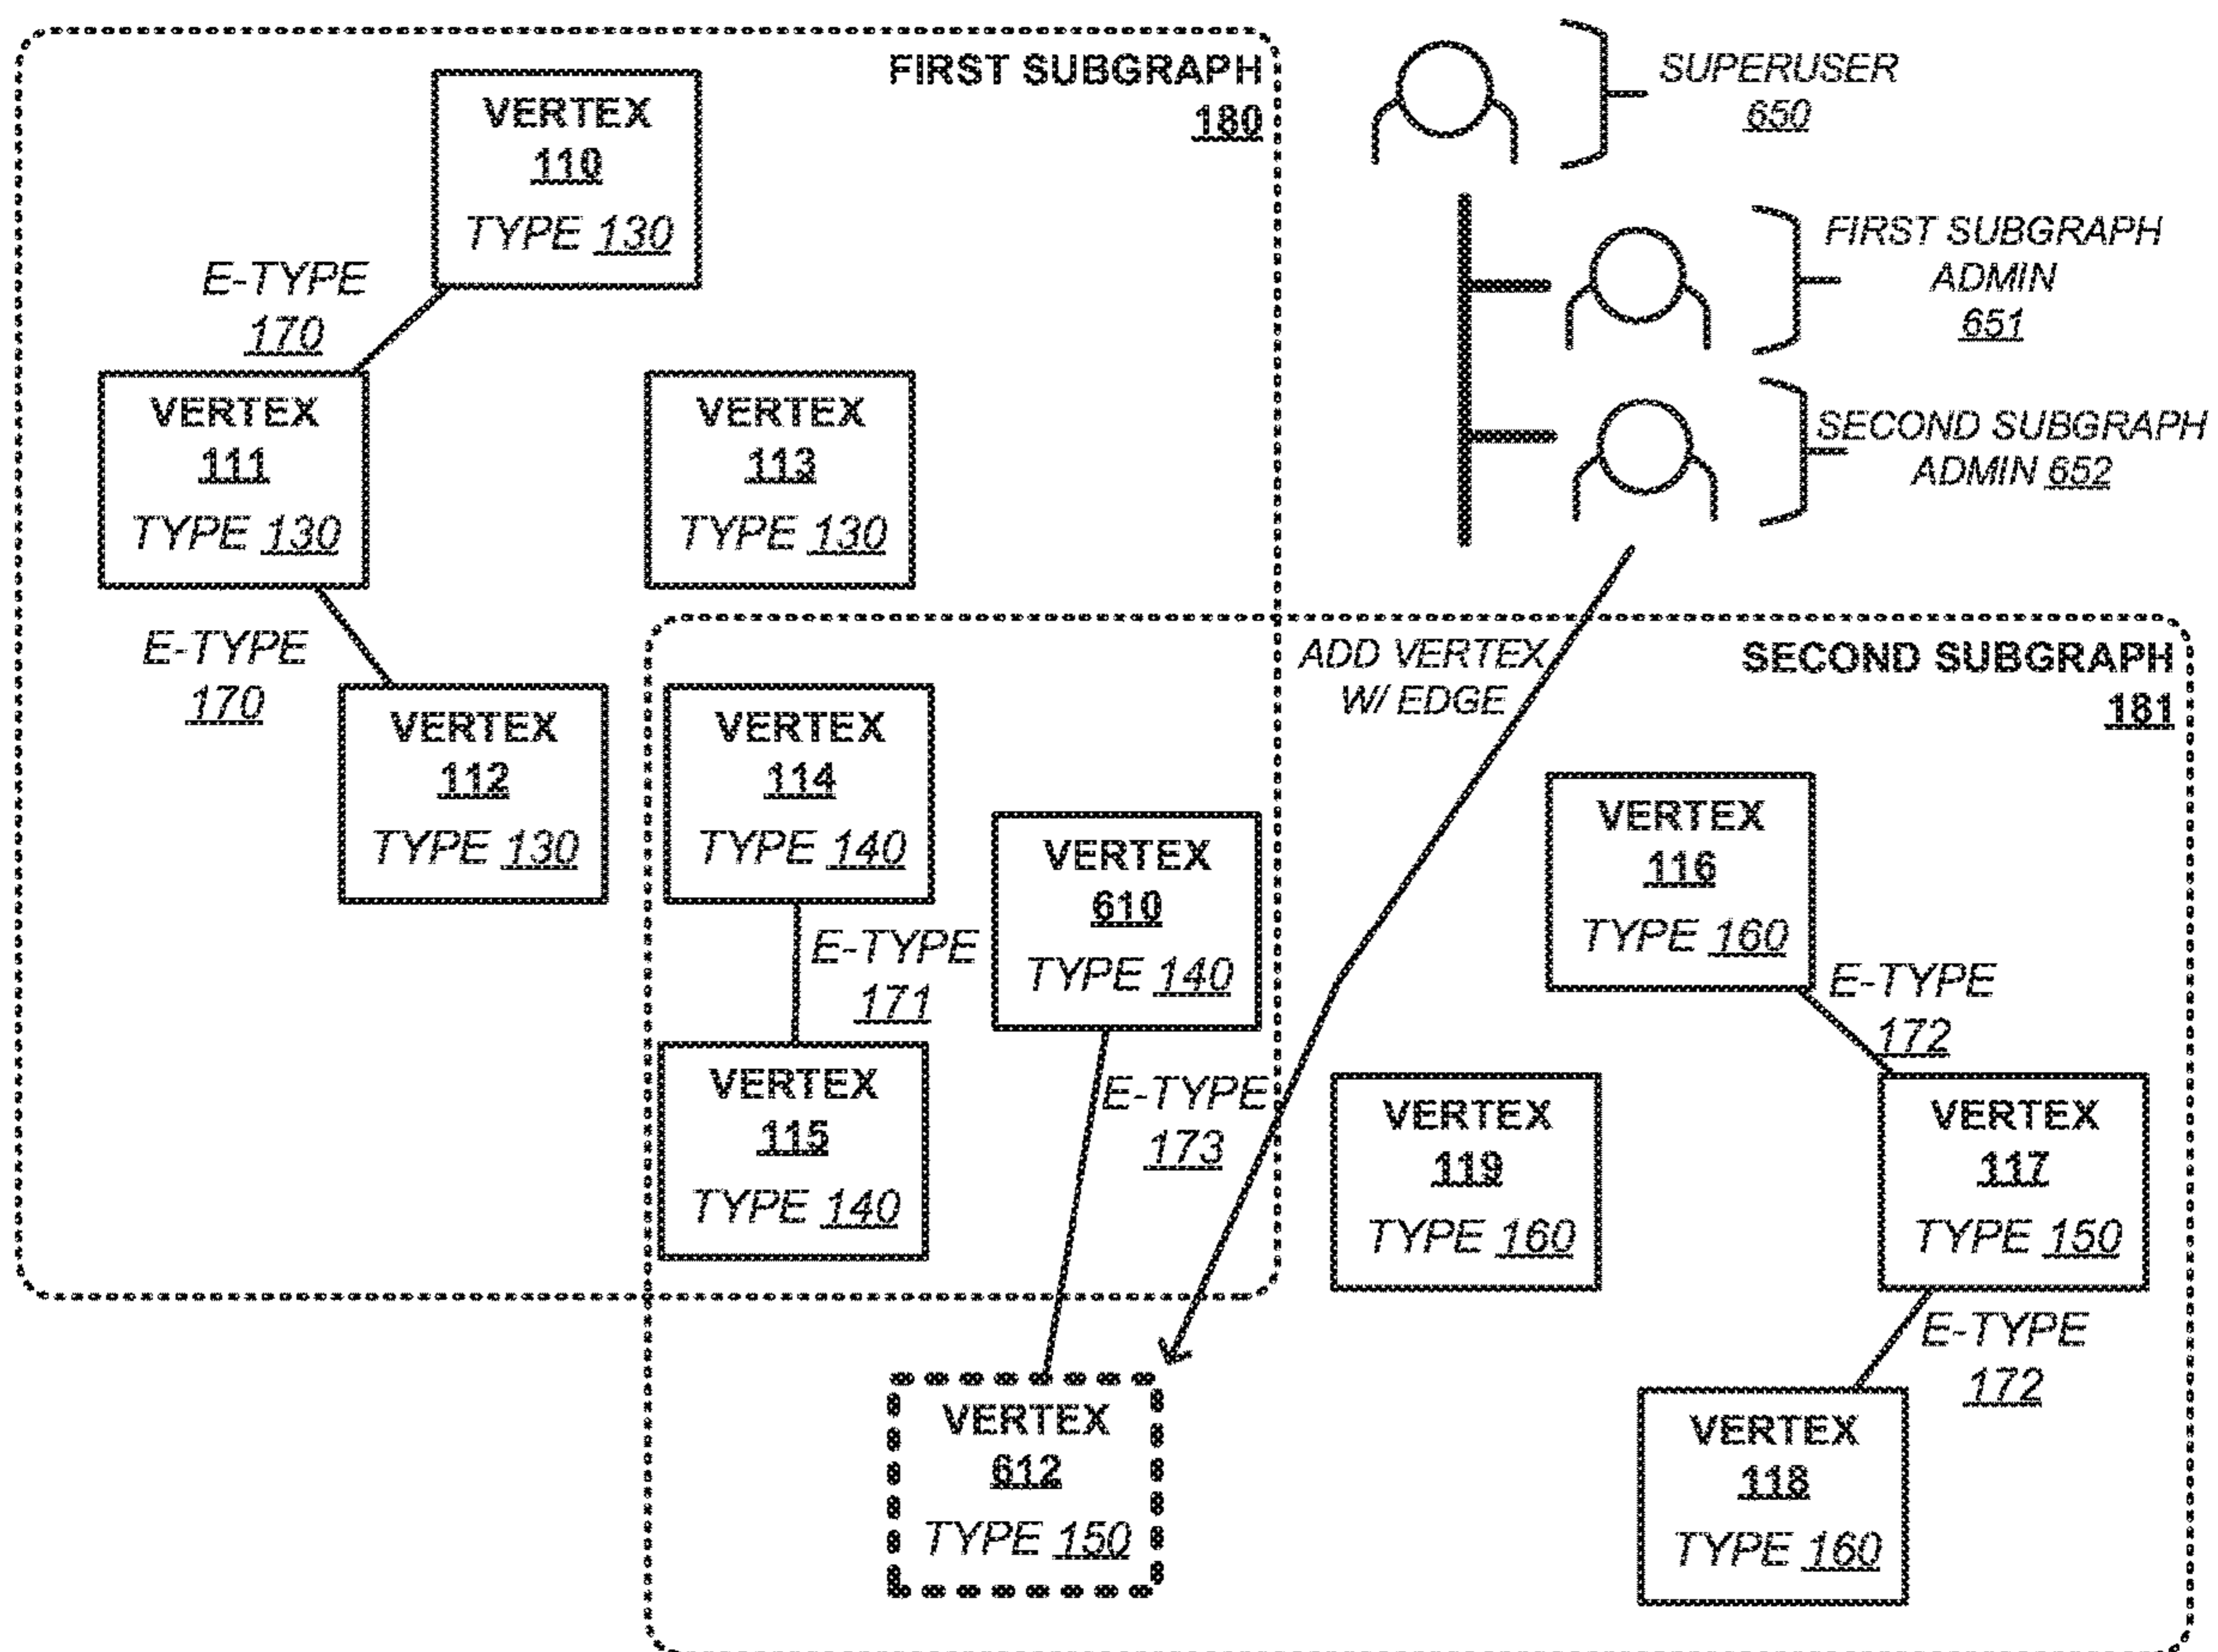 FIRST SUBGRAPH
180
VERTEX
110
TYPE 130
E-TYPE
170
VERTEX
111
TYPE 130
VERTEX
113
TYPE 130
E-TYPE
170
VERTEX
112
TYPE 130
SUPERUSER
650
FIRST SUBGRAPH
ADMIN
651
SECOND SUBGRAPH
ADMIN 652
ADD VERTEX
W/ EDGE
SECOND SUBGRAPH
181
VERTEX
114
TYPE 140
E-TYPE
171
VERTEX
115
TYPE 140
VERTEX
610
TYPE 140
E-TYPE
173
VERTEX
612
TYPE 150
VERTEX
116
TYPE 160
E-TYPE
172
VERTEX
119
TYPE 160
VERTEX
117
TYPE 150
E-TYPE
172
VERTEX
118
TYPE 160